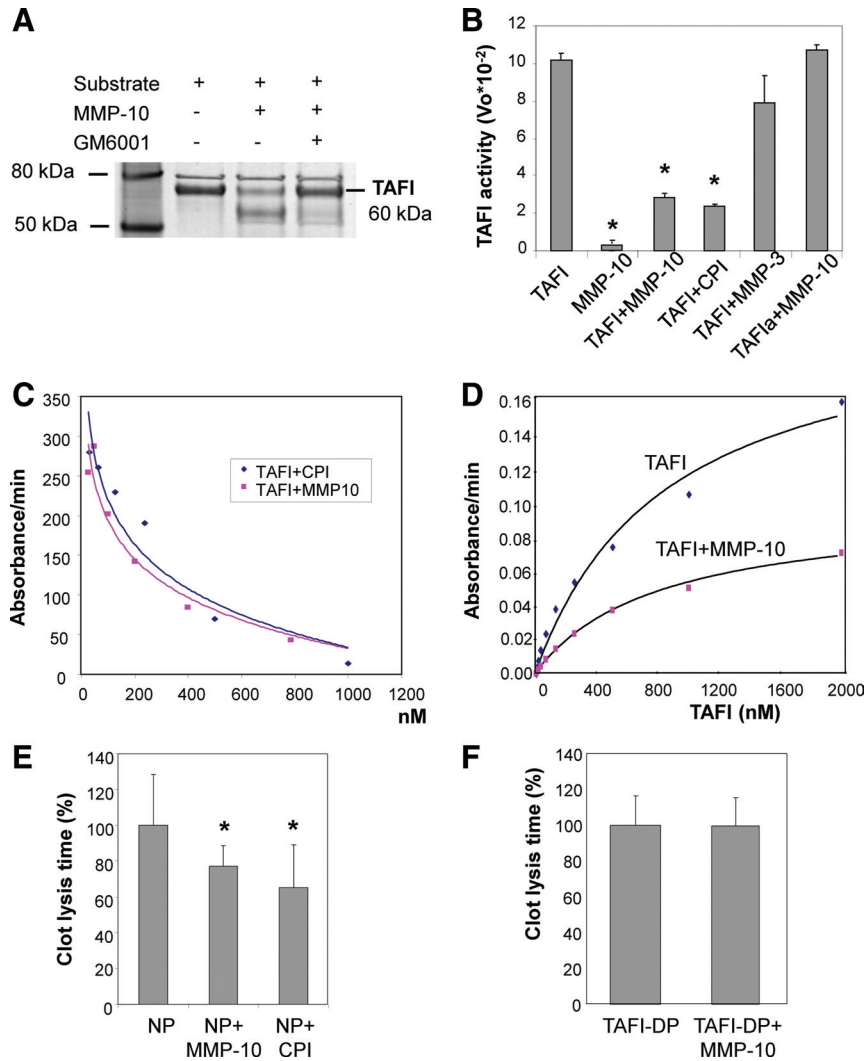 A
Substrate + + +
MMP-10 - + +
GM6001 - - +
80 kDa
TAFI
60 kDa
50 kDa
B
TAFI activity (Vo*10-2)
12
10
8
6
4
2
0
* * *
TAFI
MMP-10
TAFI+MMP-10
TAFI+CPI
TAFI+MMP-3
TAFIa+MMP-10
C
Absorbance/min
350
300
250
200
150
100
50
0
TAFI+CPI
TAFI+MMP10
0 200 400 600 800 1000 1200
nM
D
Absorbance/min
0.16
0.16
0.12
0.08
0.06
0.04
0.02
0.00
TAFI
TAFI+MMP-10
0 400 800 1200 1600 2000
TAFI (nM)
E
Clot lysis time (%)
140
120
100
80
60
40
20
0
* *
NP
NP+
MMP-10
NP+
CPI
F
Clot lysis time (%)
140
120
100
80
60
40
20
0
TAFI-DP
TAFI-DP+
MMP-10